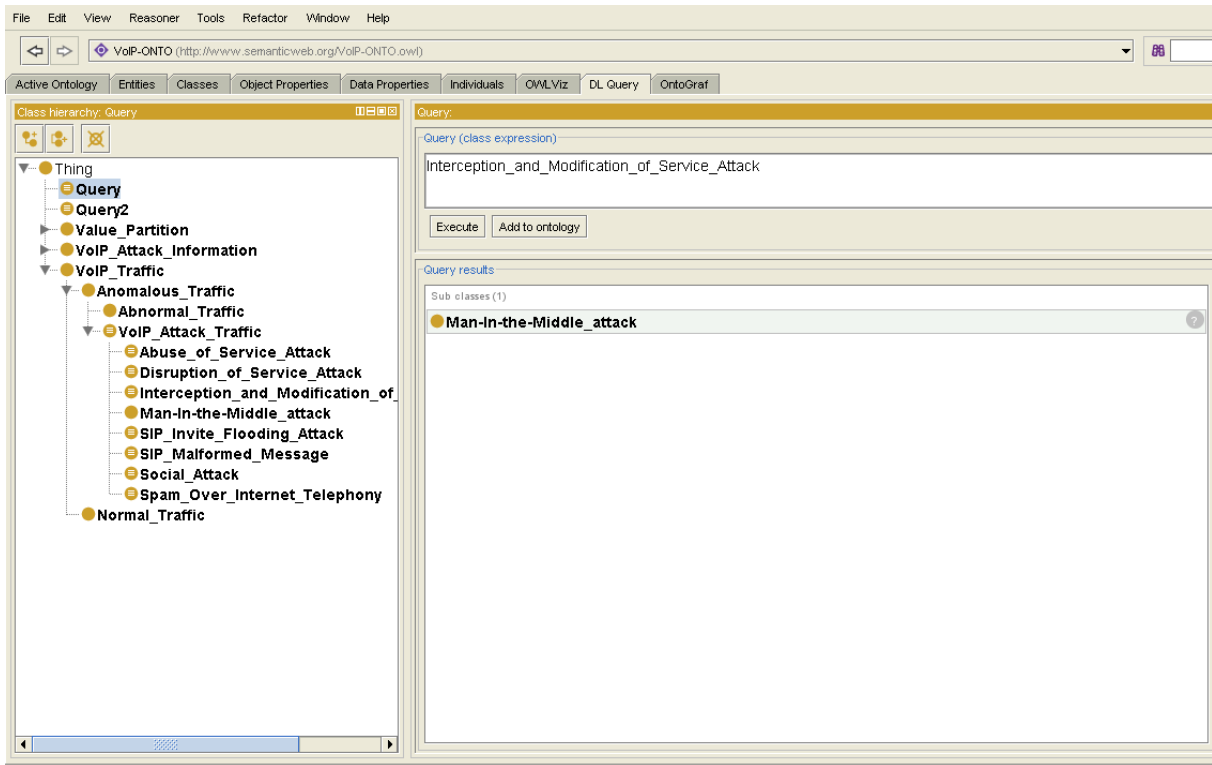 File Edit View Reasoner Tools Refactor Window Help
VoIP-ONTO (http://www.semanticweb.org/VoIP-ONTO.owl)
Active Ontology Entities Classes Object Properties Data Properties Individuals OWLViz DL Query OntoGraf
Class hierarchy: Query
Thing
Query
Query2
Value_Partition
VoIP_Attack_Information
VoIP_Traffic
Anomalous_Traffic
Abnormal_Traffic
VoIP_Attack_Traffic
Abuse_of_Service_Attack
Disruption_of_Service_Attack
Interception_and_Modification_of_
Man-In-the-Middle_attack
SIP_Invite_Flooding_Attack
SIP_Malformed_Message
Social_Attack
Spam_Over_Internet_Telephony
Normal_Traffic
Query:
Query (class expression)
Interception_and_Modification_of_Service_Attack
Execute Add to ontology
Query results
Sub classes (1)
Man-In-the-Middle_attack ?